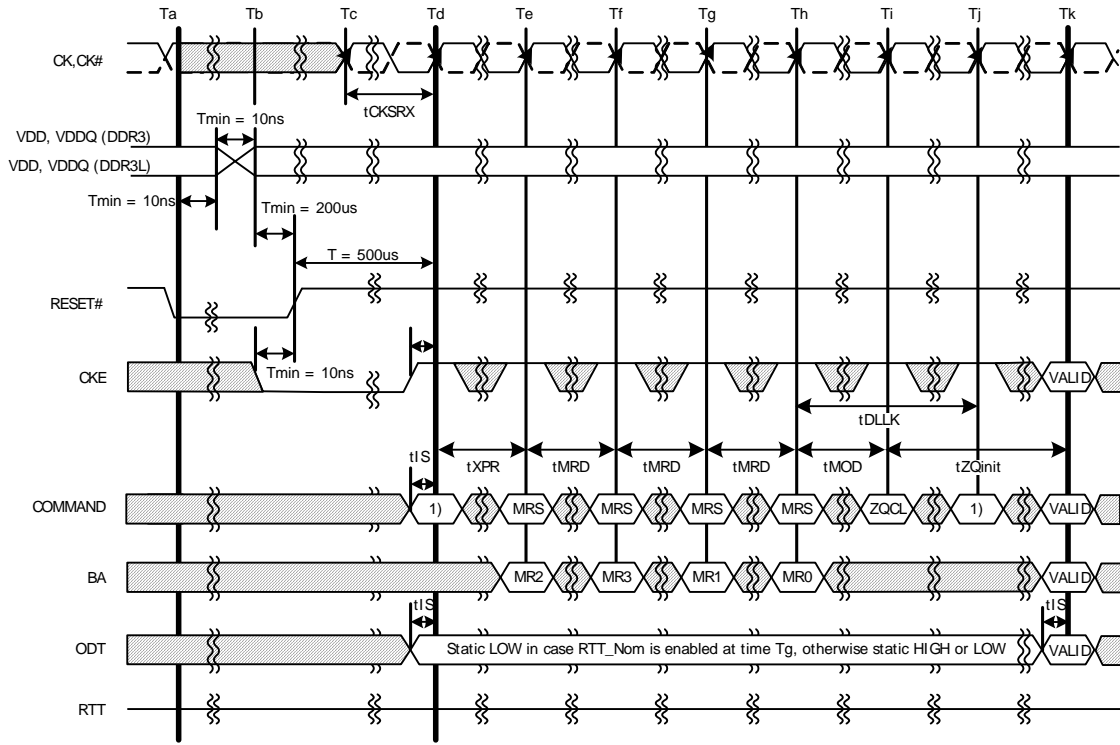 Ta Tb Tc Td Te Tf Tg Th Ti Tj Tk
CK,CK#
tCKSRX
Tmin = 10ns
VDD, VDDQ (DDR3)
VDD, VDDQ (DDR3L)
Tmin = 10ns
Tmin = 200us
T = 500us
RESET#
Tmin = 10ns
CKE
VALID
tDLLK
tIS
tXPR tMRD tMRD tMRD tMOD tZQinit
COMMAND
1) MRS MRS MRS MRS ZQCL 1) VALID
BA
MR2 MR3 MR1 MR0 VALID
tIS tIS
ODT
Static LOW in case RTT_Nom is enabled at time Tg, otherwise static HIGH or LOW
VALID
RTT